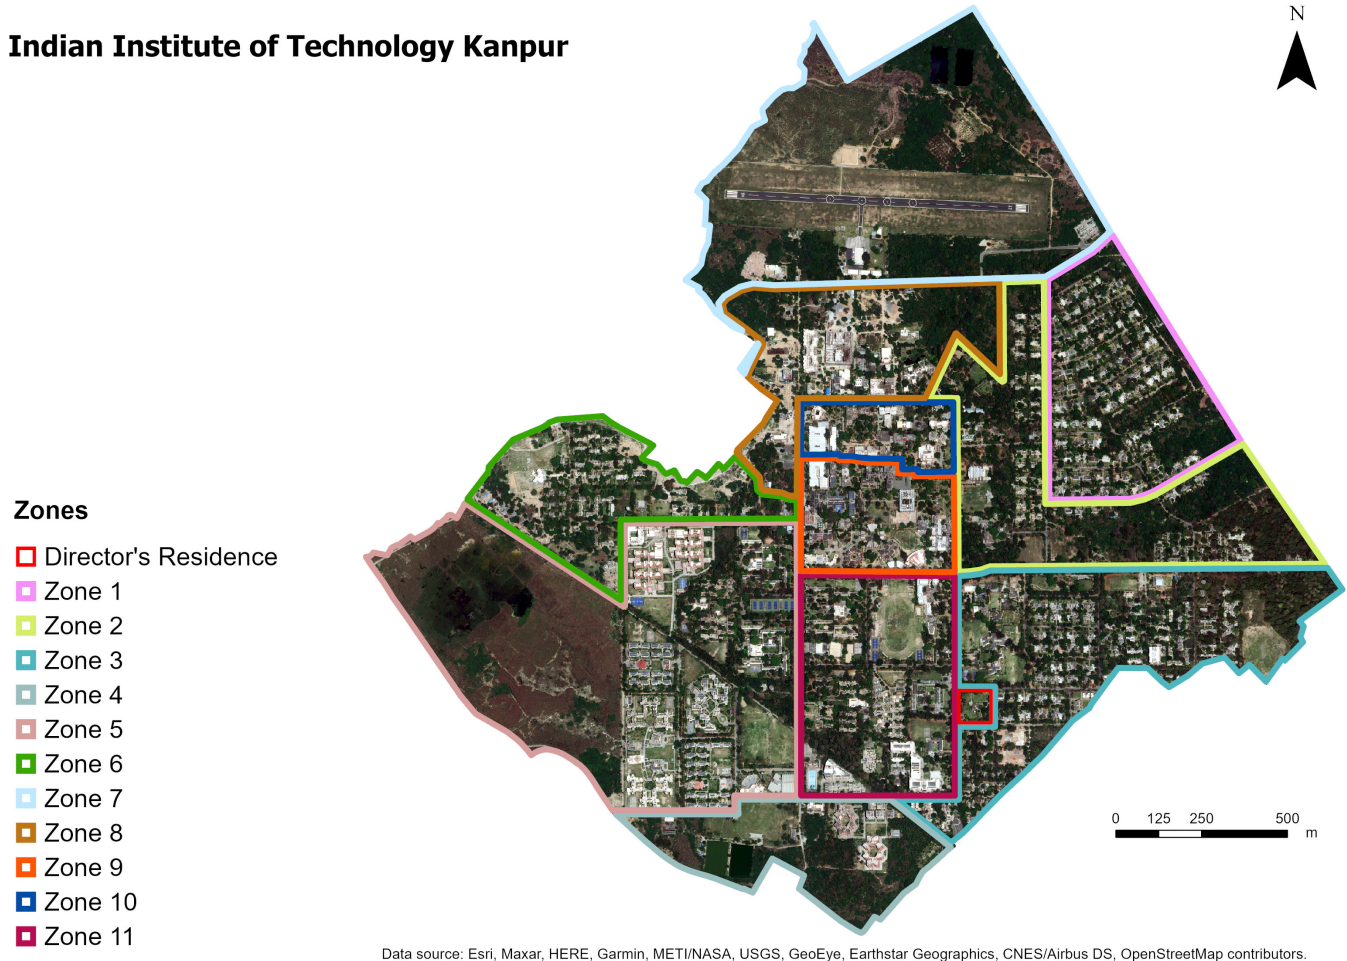 Indian Institute of Technology Kanpur
N
Zones
Director's Residence
Zone 1
Zone 2
Zone 3
Zone 4
Zone 5
Zone 6
Zone 7
Zone 8
Zone 9
Zone 10
Zone 11
0 125 250 500 m
Data source: Esri, Maxar, HERE, Garmin, METI/NASA, USGS, GeoEye, Earthstar Geographics, CNES/Airbus DS, OpenStreetMap contributors.